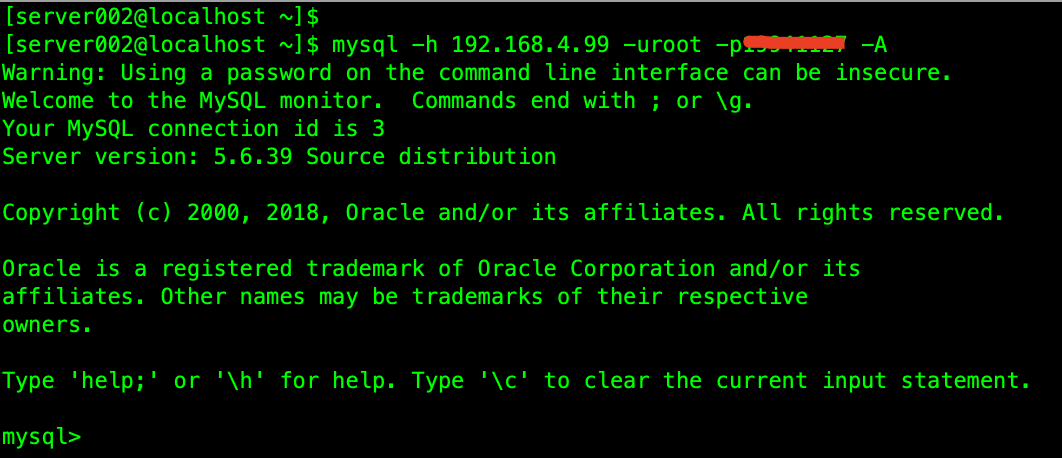 [server002@localhost ~]$
[server002@localhost ~]$ mysql -h 192.168.4.99 -uroot -p -A
Warning: Using a password on the command line interface can be insecure.
Welcome to the MySQL monitor.  Commands end with ; or \g.
Your MySQL connection id is 3
Server version: 5.6.39 Source distribution
Copyright (c) 2000, 2018, Oracle and/or its affiliates. All rights reserved.
Oracle is a registered trademark of Oracle Corporation and/or its
affiliates. Other names may be trademarks of their respective
owners.
Type 'help;' or '\h' for help. Type '\c' to clear the current input statement.
mysql>